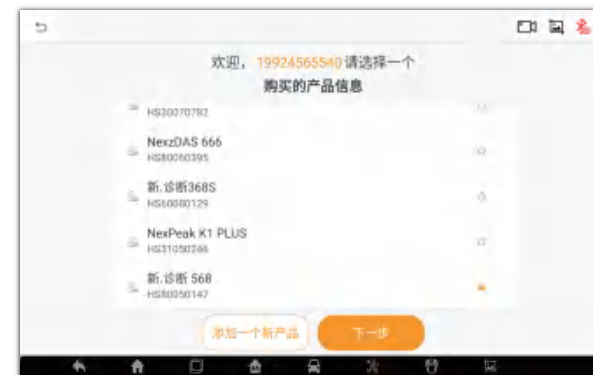 欢迎，19924565540 请选择一个
购买的产品信息
HS30070782
NexzDAS 666
HS80060395
新.诊断368S
HS60080129
NexPeak K1 PLUS
HS31050246
新.诊断 568
HS80050147
添加一个新产品
下一步